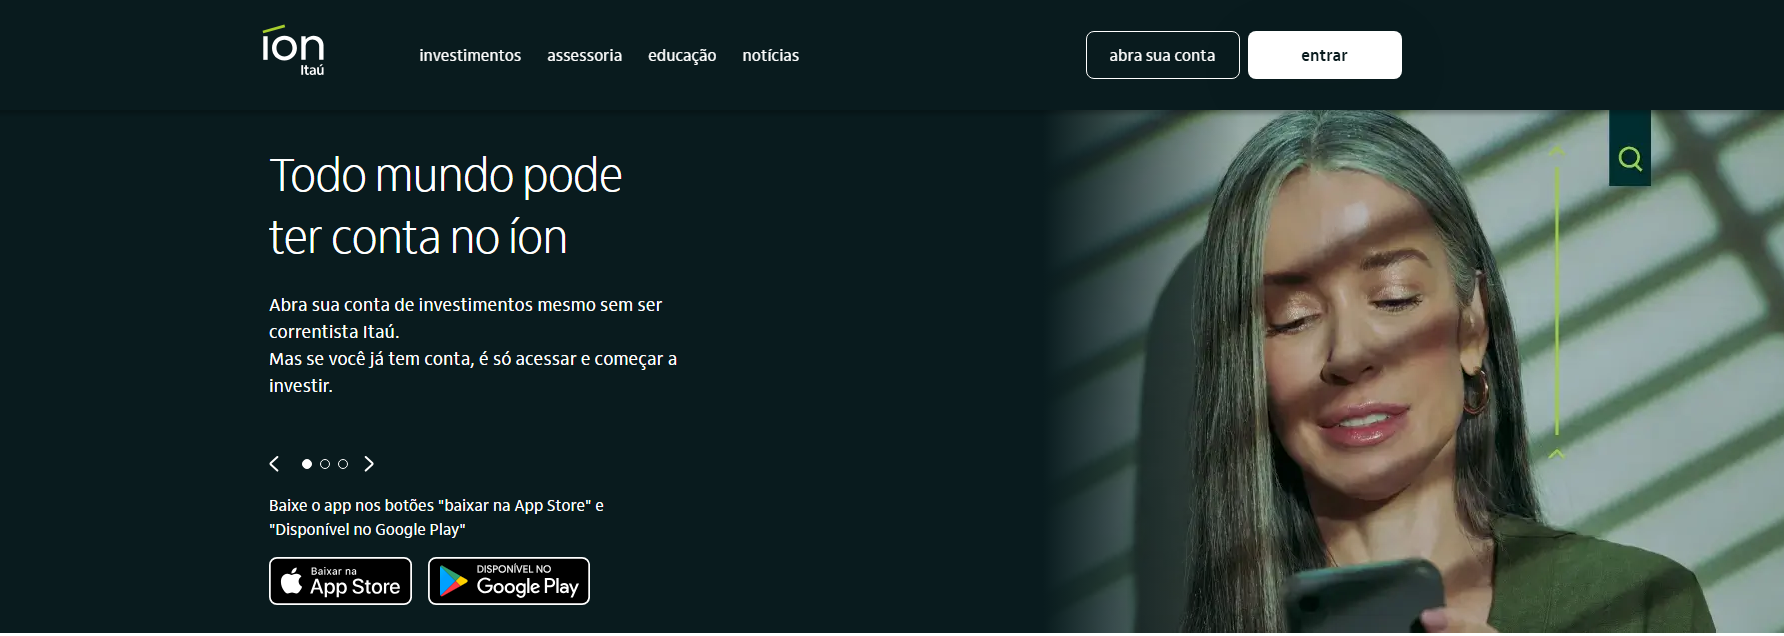 íon
Itaú
investimentos assessoria educação notícias abra sua conta entrar
Todo mundo pode
ter conta no íon
Abra sua conta de investimentos mesmo sem ser
correntista Itaú.
Mas se você já tem conta, é só acessar e começar a
investir.
Baixe o app nos botões "baixar na App Store" e
"Disponível no Google Play"
Baixar na
App Store
DISPONÍVEL NO
Google Play